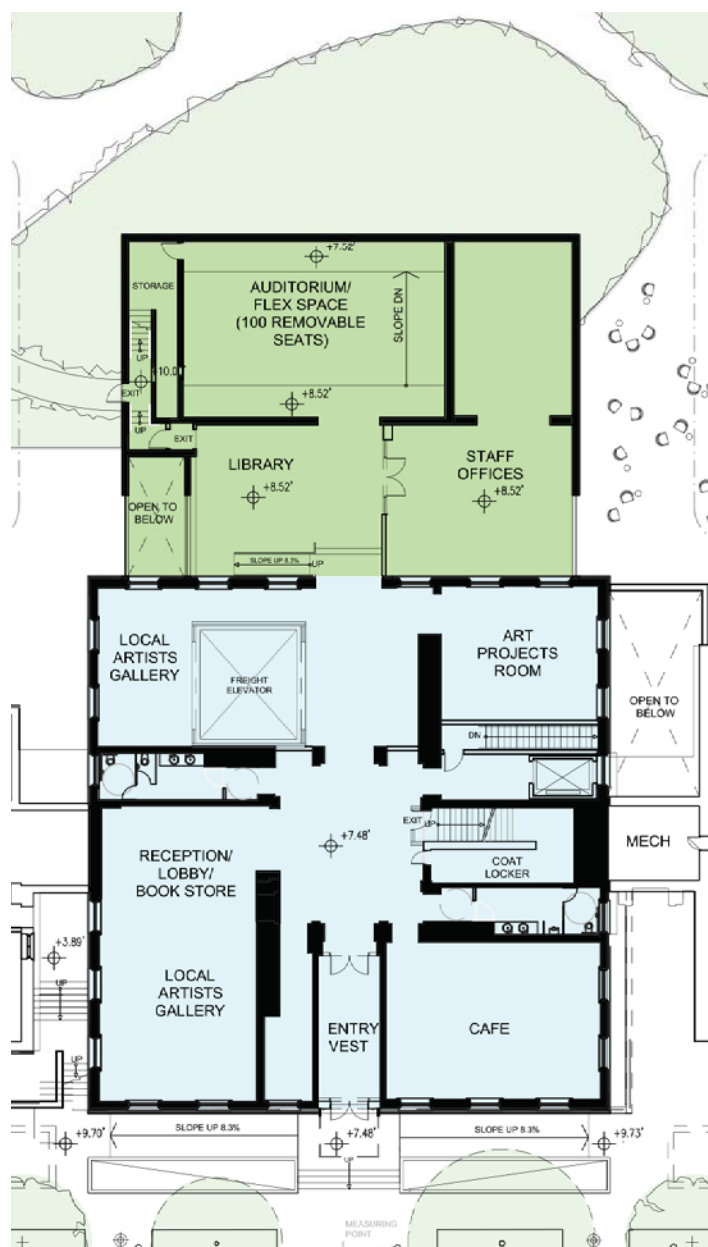 +7.52'
STORAGE
AUDITORIUM/
FLEX SPACE
(100 REMOVABLE
SEATS)
SLOPE DN
UP
+10.0'
EXIT
+8.52'
UP
EXIT
LIBRARY
STAFF
OFFICES
+8.52'
+8.52'
OPEN TO
BELOW
SLOPE UP 8.3%
UP
LOCAL
ARTISTS
GALLERY
ART
PROJECTS
ROOM
FREIGHT
ELEVATOR
OPEN TO
BELOW
DN
EXIT
UP
+7.48'
MECH
RECEPTION/
LOBBY/
BOOK STORE
COAT
LOCKER
+3.89'
UP
LOCAL
ARTISTS
GALLERY
ENTRY
VEST
CAFE
UP
SLOPE UP 8.3%
SLOPE UP 8.3%
+9.70'
+7.48'
+9.73'
UP
MEASURING
POINT